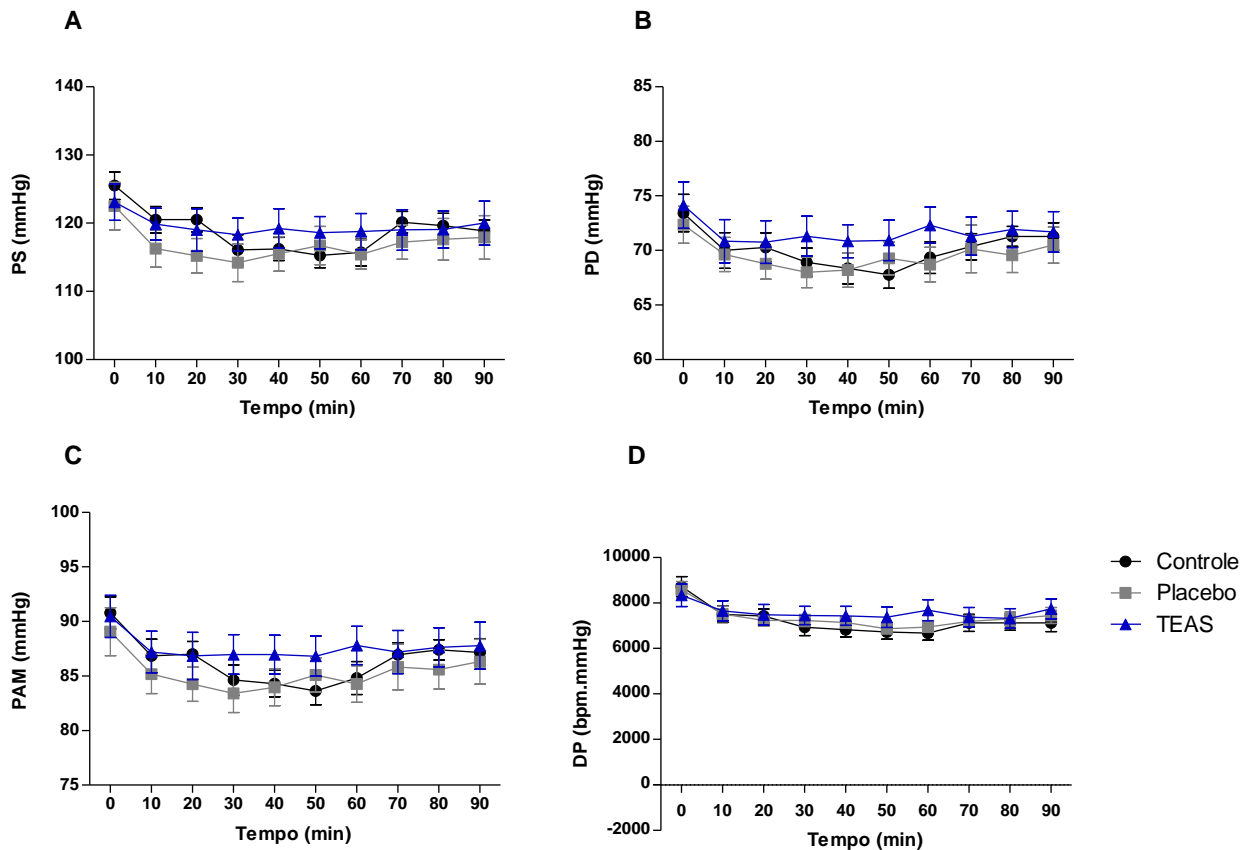 A
PS (mmHg)
140
130
120
110
100
0 10 20 30 40 50 60 70 80 90
Tempo (min)
B
PD (mmHg)
85
80
75
70
65
60
0 10 20 30 40 50 60 70 80 90
Tempo (min)
C
PAM (mmHg)
100
95
90
85
80
75
0 10 20 30 40 50 60 70 80 90
Tempo (min)
D
DP (bpm.mmHg)
10000
8000
6000
4000
2000
0
-2000
0 10 20 30 40 50 60 70 80 90
Tempo (min)
Controle
Placebo
TEAS